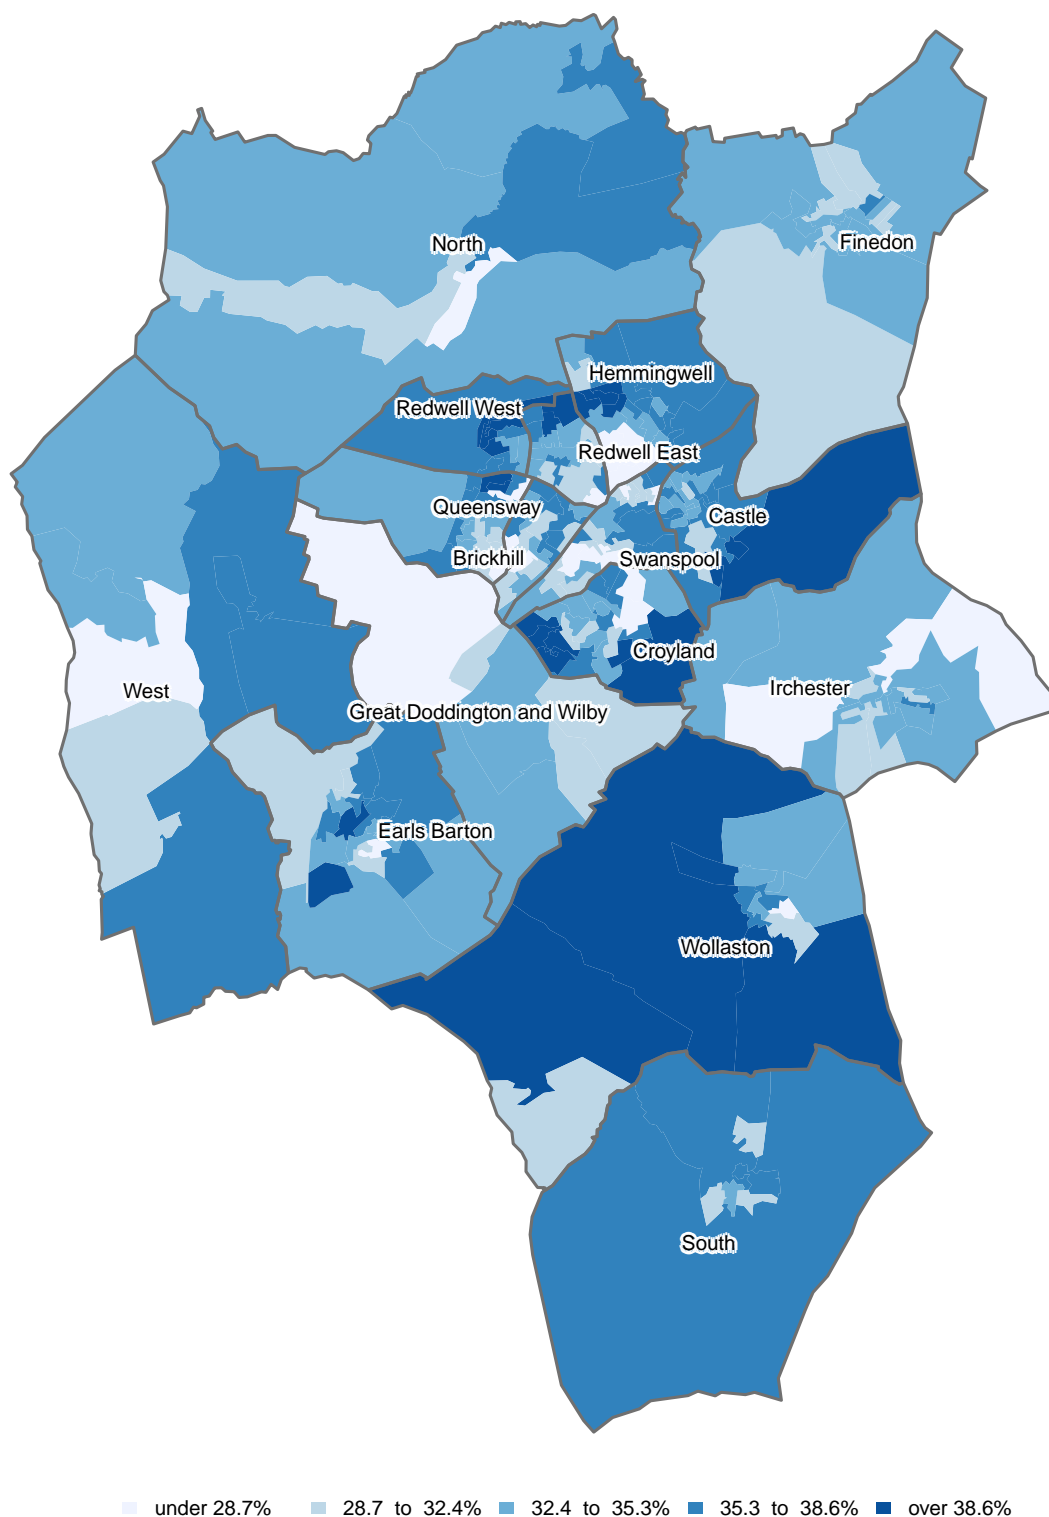 North
Finedon
Hemmingwell
Redwell West
Redwell East
Queensway
Castle
Brickhill
Swanspool
Croyland
West
Irchester
Great Doddington and Wilby
Earls Barton
Wollaston
South
under 28.7% 28.7 to 32.4% 32.4 to 35.3% 35.3 to 38.6% over 38.6%